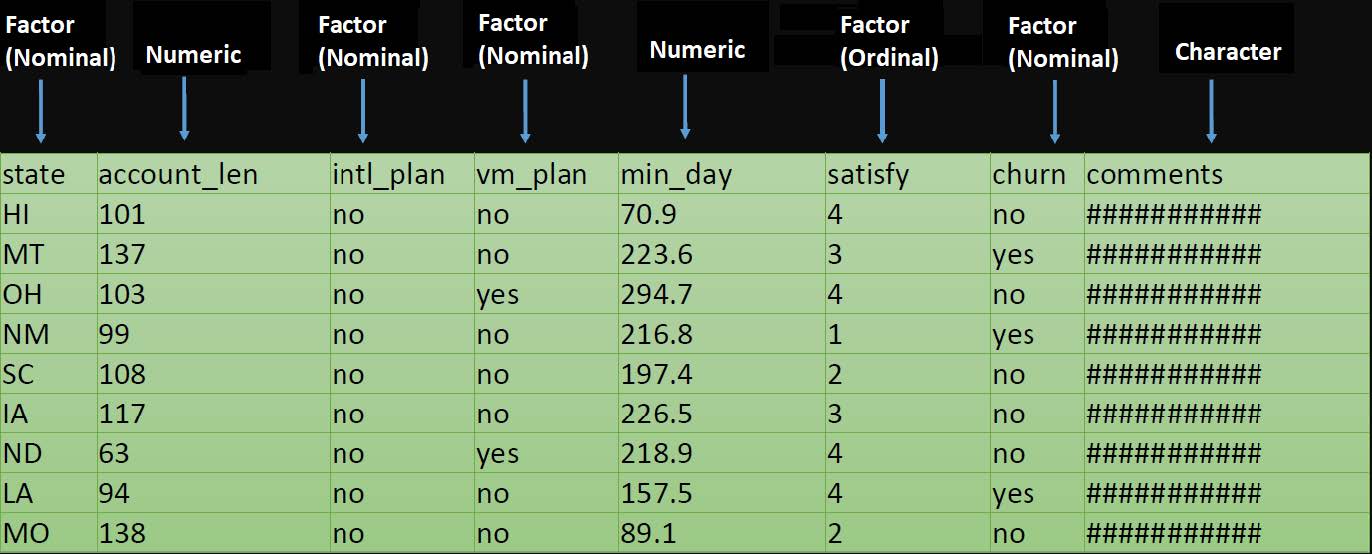 Factor (Nominal)
Numeric
Factor (Nominal)
Factor (Nominal)
Numeric
Factor (Ordinal)
Factor (Nominal)
Character
state account_len intl_plan vm_plan min_day satisfy churn comments
HI 101 no no 70.9 4 no ###########
MT 137 no no 223.6 3 yes ###########
OH 103 no yes 294.7 4 no ###########
NM 99 no no 216.8 1 yes ###########
SC 108 no no 197.4 2 no ###########
IA 117 no no 226.5 3 no ###########
ND 63 no yes 218.9 4 no ###########
LA 94 no no 157.5 4 yes ###########
MO 138 no no 89.1 2 no ###########